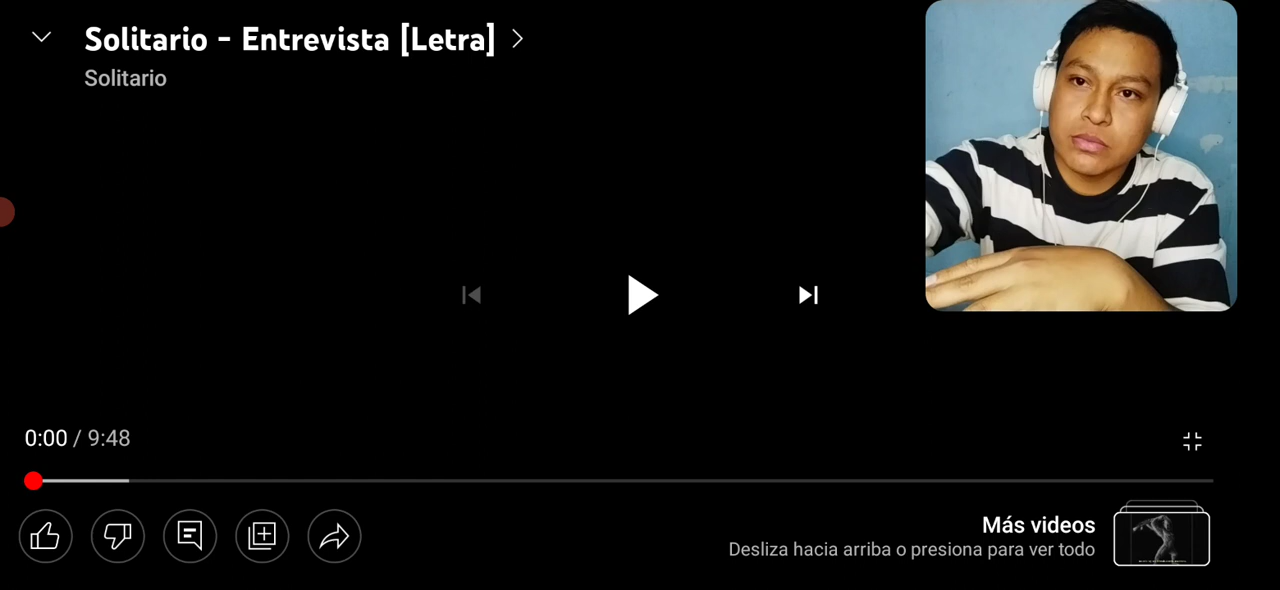 Solitario - Entrevista [Letra]
Solitario
0:00 / 9:48
Más videos
Desliza hacia arriba o presiona para ver todo